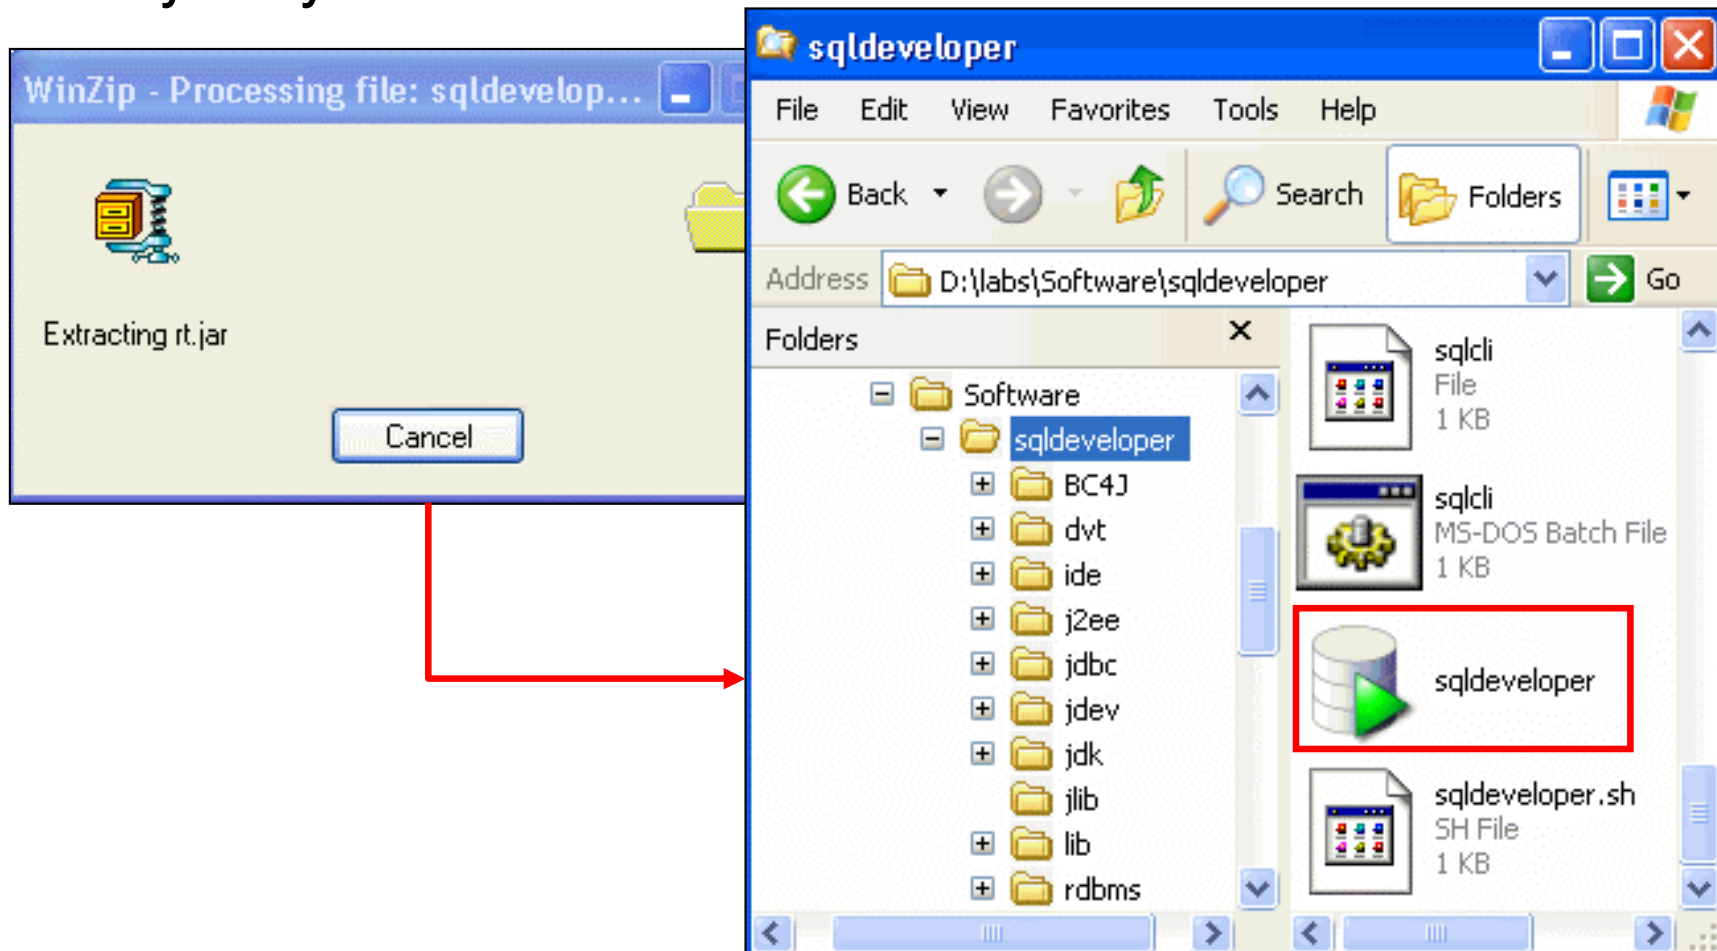 WinZip - Processing file: sqldevelop...
Extracting rt.jar
Cancel
sqldeveloper
File Edit View Favorites Tools Help
Back Search Folders
Address D:\labs\Software\sqldeveloper Go
Folders
Software
sqldeveloper
BC4J
dvt
ide
j2ee
jdbc
jdev
jdk
jlib
lib
rdbms
sqlcli
File
1 KB
sqlcli
MS-DOS Batch File
1 KB
sqldeveloper
sqldeveloper.sh
SH File
1 KB